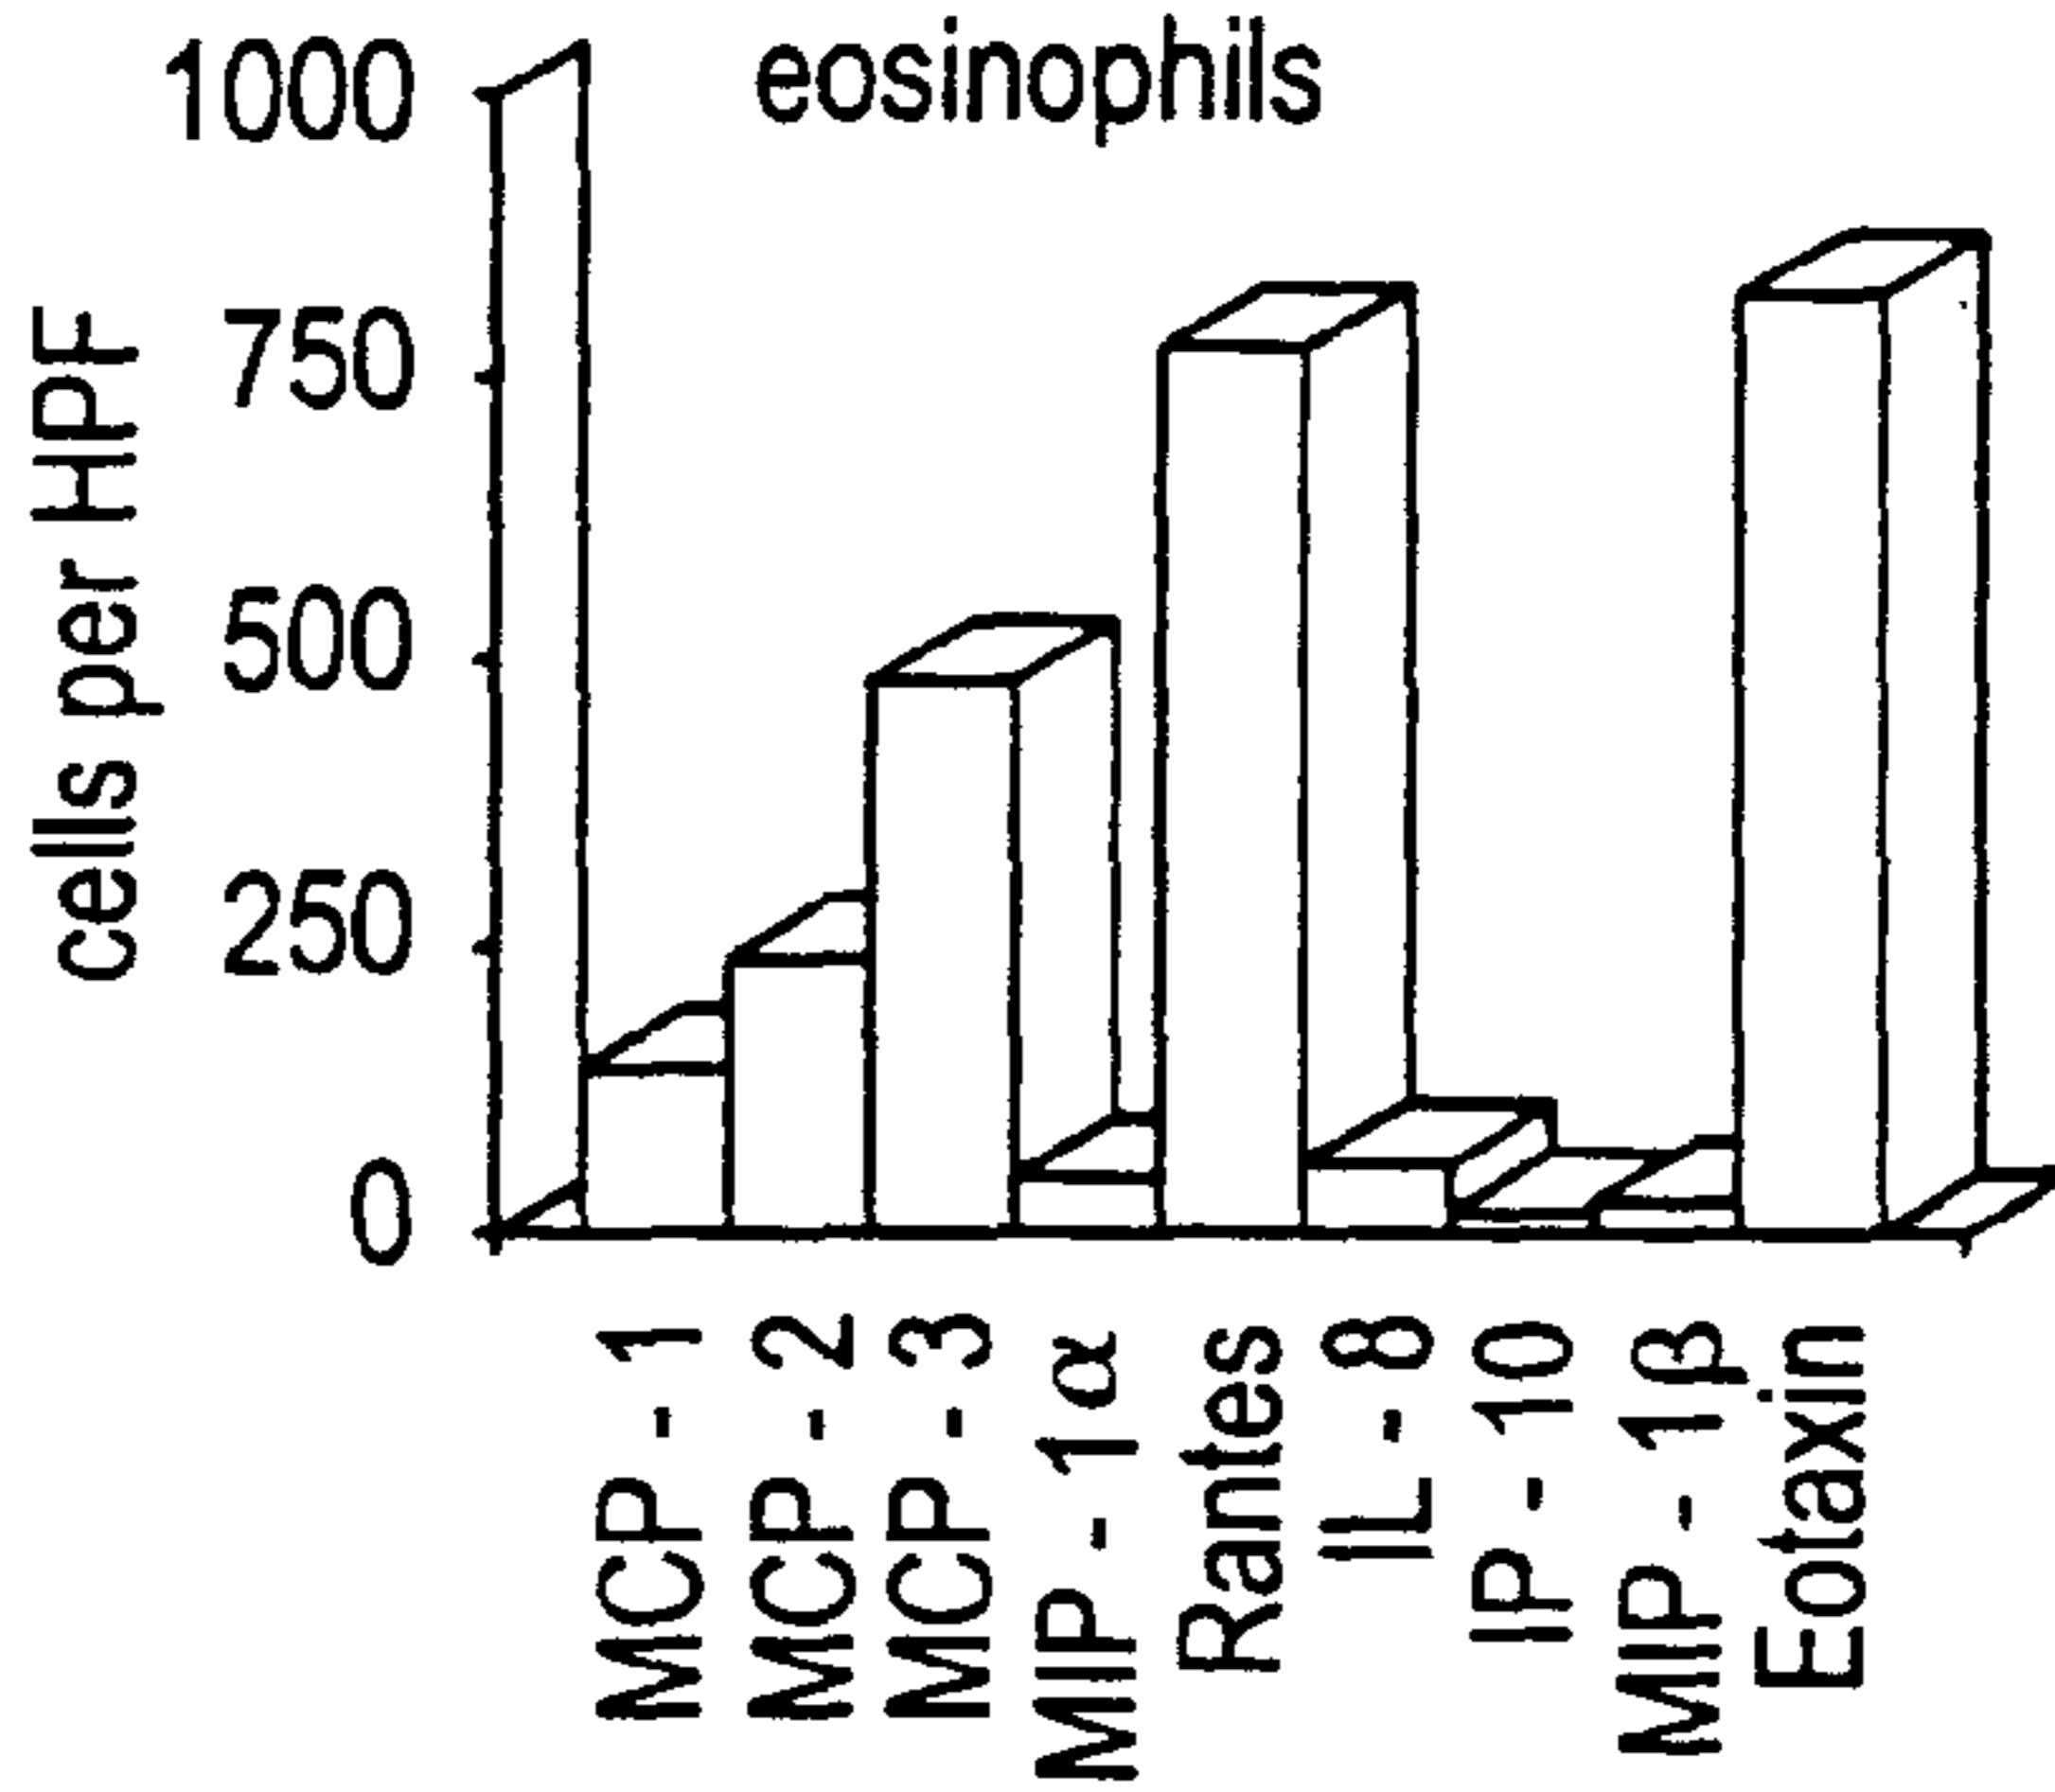 eosinophils
cells per HPF
1000
750
500
250
0
MCP - 1
MCP - 2
MCP - 3
MIP - 1α
Rantes
IL - 8
IP - 10
MIP - 1β
Eotaxin